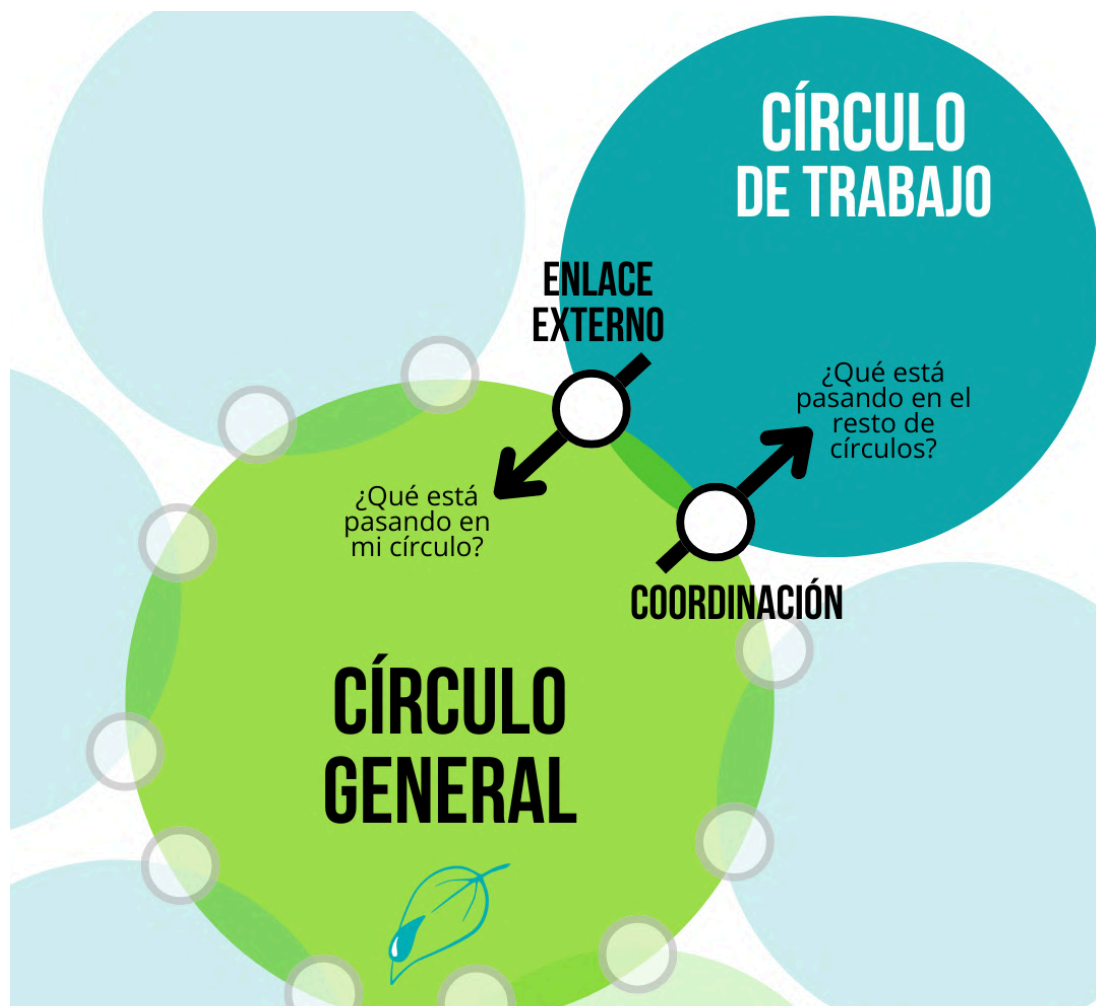 CÍRCULO
DE TRABAJO
ENLACE
EXTERNO
¿Qué está
pasando en el
resto de
círculos?
¿Qué está
pasando en
mi círculo?
COORDINACIÓN
CÍRCULO
GENERAL